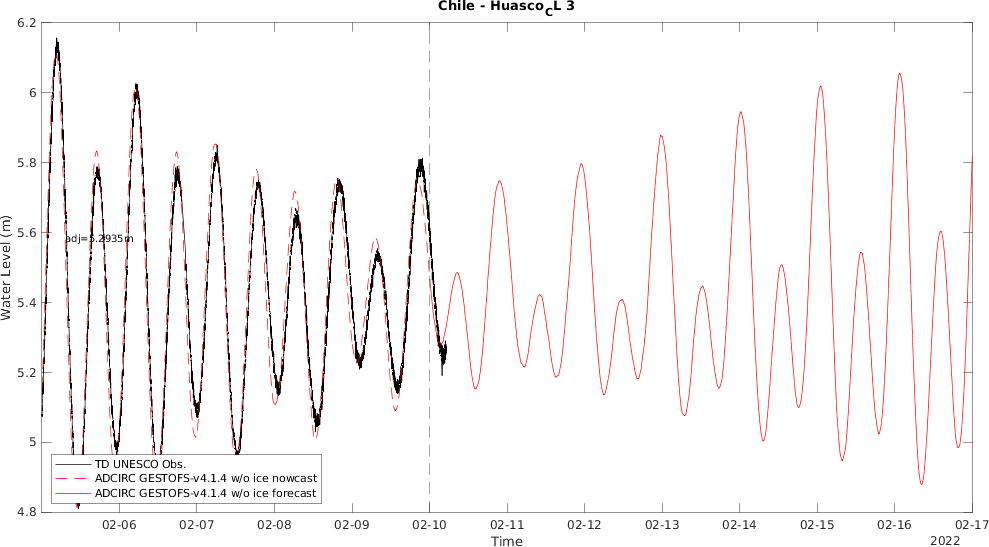 Chile - Huasco_CL 3
6.2
6
5.8
5.6
5.4
5.2
5
4.8
Water Level (m)
adj=5.2935m
TD UNESCO Obs.
ADCIRC GESTOFS-v4.1.4 w/o ice nowcast
ADCIRC GESTOFS-v4.1.4 w/o ice forecast
02-06 02-07 02-08 02-09 02-10 02-11 02-12 02-13 02-14 02-15 02-16 02-17
Time
2022